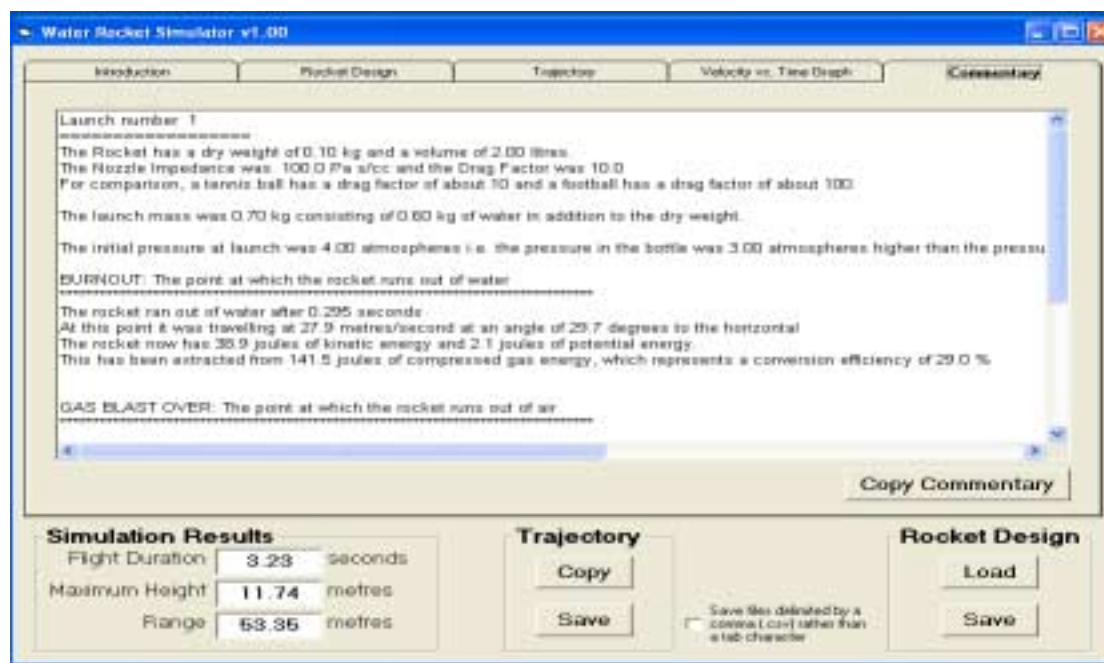 Water Rocket Simulator v1.00
Introduction
Rocket Design
Trajectory
Velocity vs. Time Graph
Commentary
Launch number 1
===================
The Rocket has a dry weight of 0.10 kg and a volume of 2.00 litres.
The Nozzle Impedance was 100.0 Pa s/cc and the Drag Factor was 10.0
For comparison, a tennis ball has a drag factor of about 10 and a football has a drag factor of about 100.
The launch mass was 0.70 kg consisting of 0.60 kg of water in addition to the dry weight.
The initial pressure at launch was 4.00 atmospheres i.e. the pressure in the bottle was 3.00 atmospheres higher than the pressu
BURNOUT: The point at which the rocket runs out of water
The rocket ran out of water after 0.295 seconds
At this point it was travelling at 27.9 metres/second at an angle of 29.7 degrees to the horizontal
The rocket now has 38.9 joules of kinetic energy and 2.1 joules of potential energy.
This has been extracted from 141.5 joules of compressed gas energy, which represents a conversion efficiency of 29.0 %
GAS BLAST OVER: The point at which the rocket runs out of air
Copy Commentary
Simulation Results
Flight Duration 3.23 seconds
Maximum Height 11.74 metres
Range 53.35 metres
Trajectory
Copy
Save
Save files delimited by a
comma (.csv) rather than
a tab character
Rocket Design
Load
Save